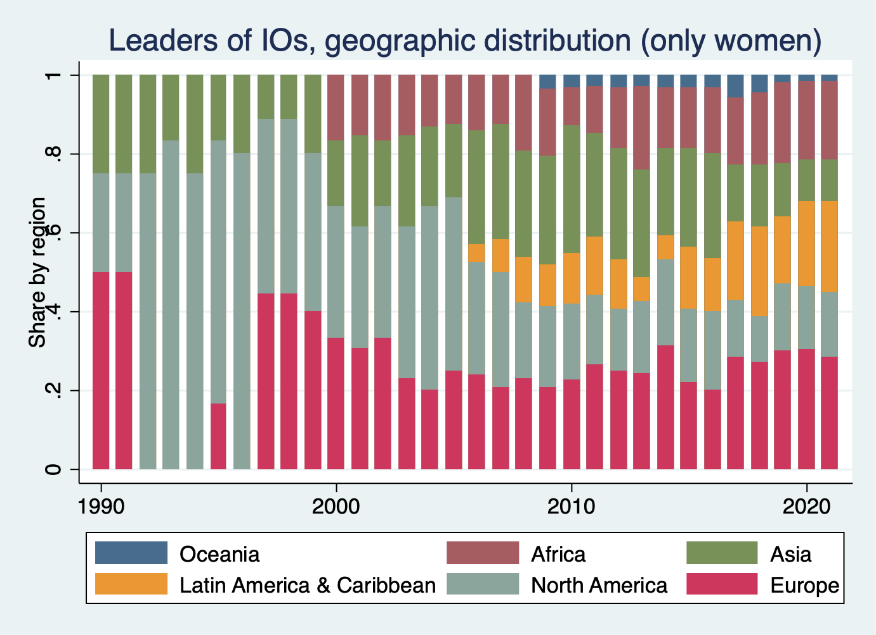 Leaders of IOs, geographic distribution (only women)
Share by region
1
.8
.6
.4
.2
0
1990 2000 2010 2020
Oceania Africa Asia
Latin America & Caribbean North America Europe